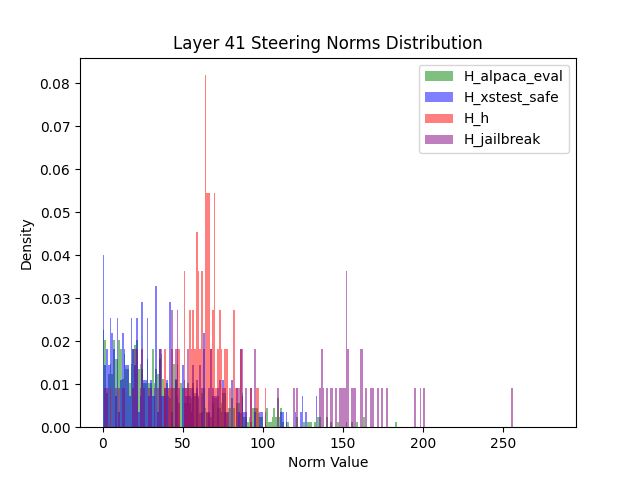 Layer 41 Steering Norms Distribution
H_alpaca_eval
H_xstest_safe
H_h
H_jailbreak
0.08
0.07
0.06
0.05
0.04
0.03
0.02
0.01
0.00
Density
0 50 100 150 200 250
Norm Value